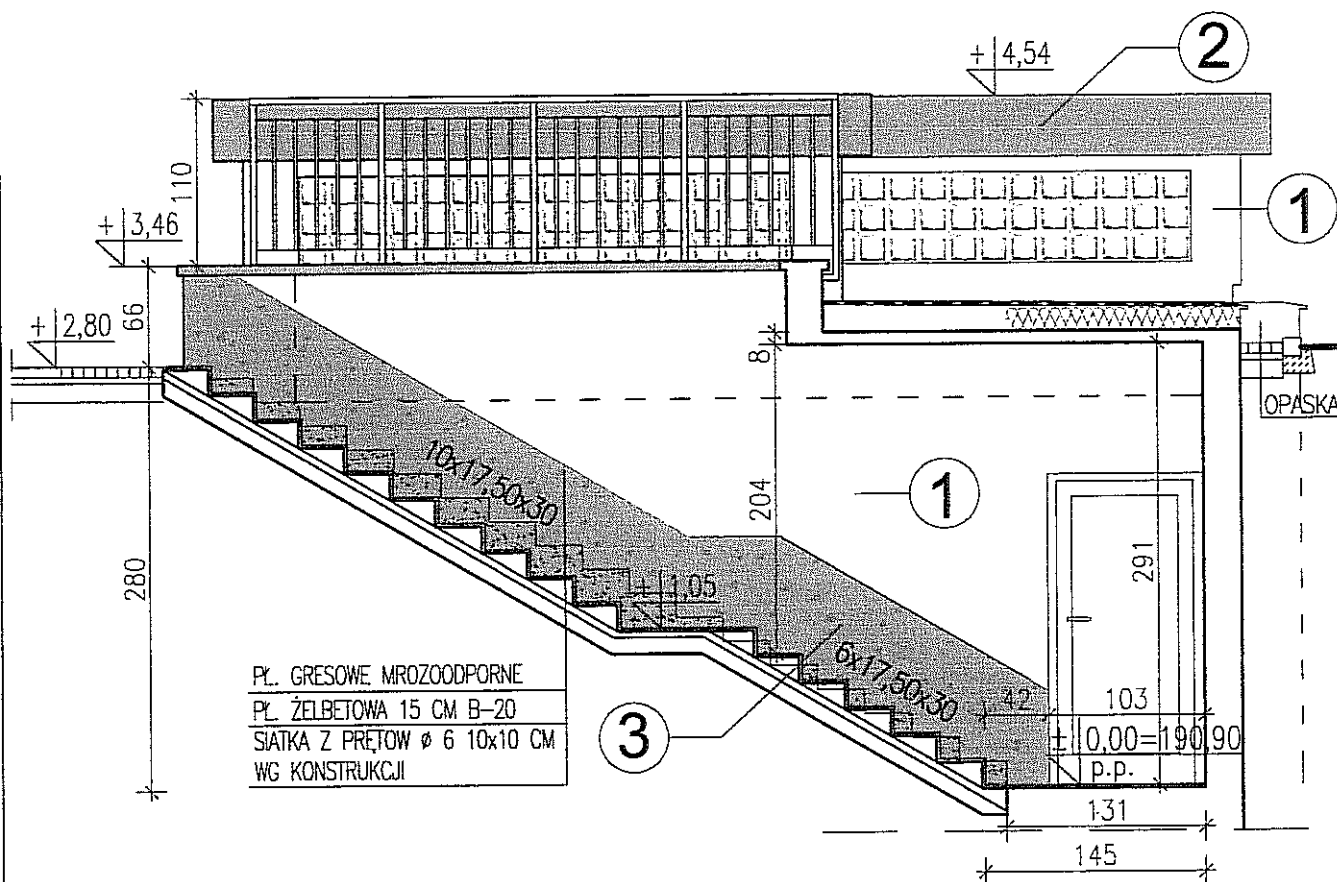 2
+ 4,54
1
110
+ 3,46
66
+ 2,80
8
OPASKA
10x17,50x30
204
1
291
280
+ 1,05
6x17,50x30
PŁ. GRESOWE MROZOODPORNE
PŁ. ŻELBETOWA 15 CM B-20
SIATKA Z PRĘTOW ø 6 10x10 CM
WG KONSTRUKCJI
3
42
103
± 0,00=190,90
p.p.
131
145